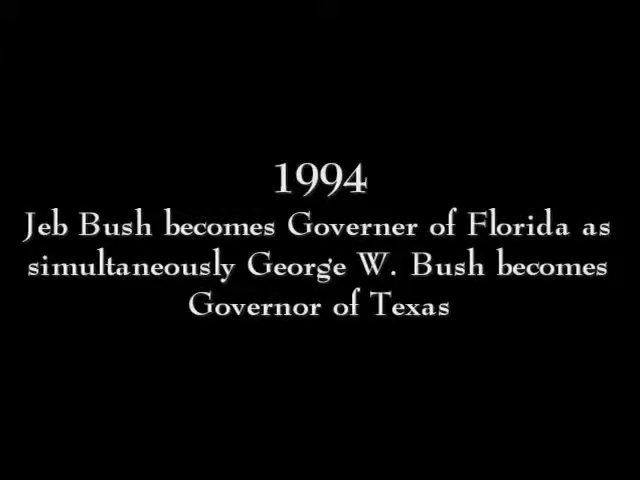 1994
Jeb Bush becomes Governer of Florida as
simultaneously George W. Bush becomes
Governor of Texas